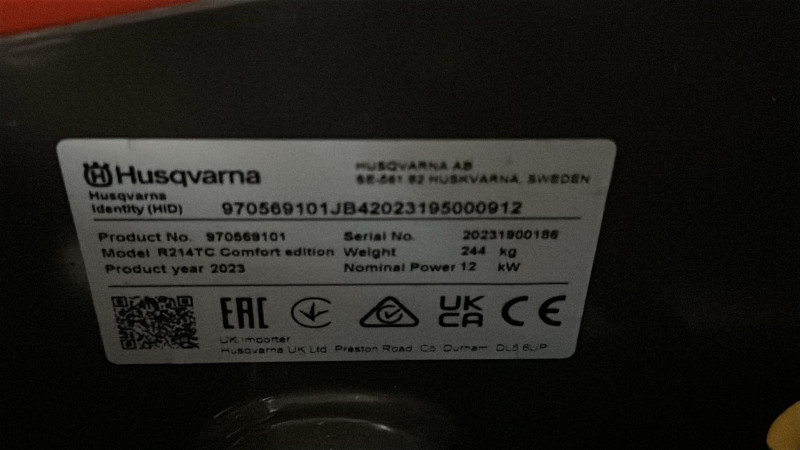 Husqvarna
HUSQVARNA AB
SE-561 82 HUSKVARNA, SWEDEN
Husqvarna
Identity (HID) 970569101JB42023195000912
Product No. 970569101 Serial No. 20231900186
Model R214TC Comfort edition Weight 244 kg
Product year 2023 Nominal Power 12 kW
EAC UK CA CE
UK Importer
Husqvarna UK Ltd. Preston Road Co. Durham DL5 6UP